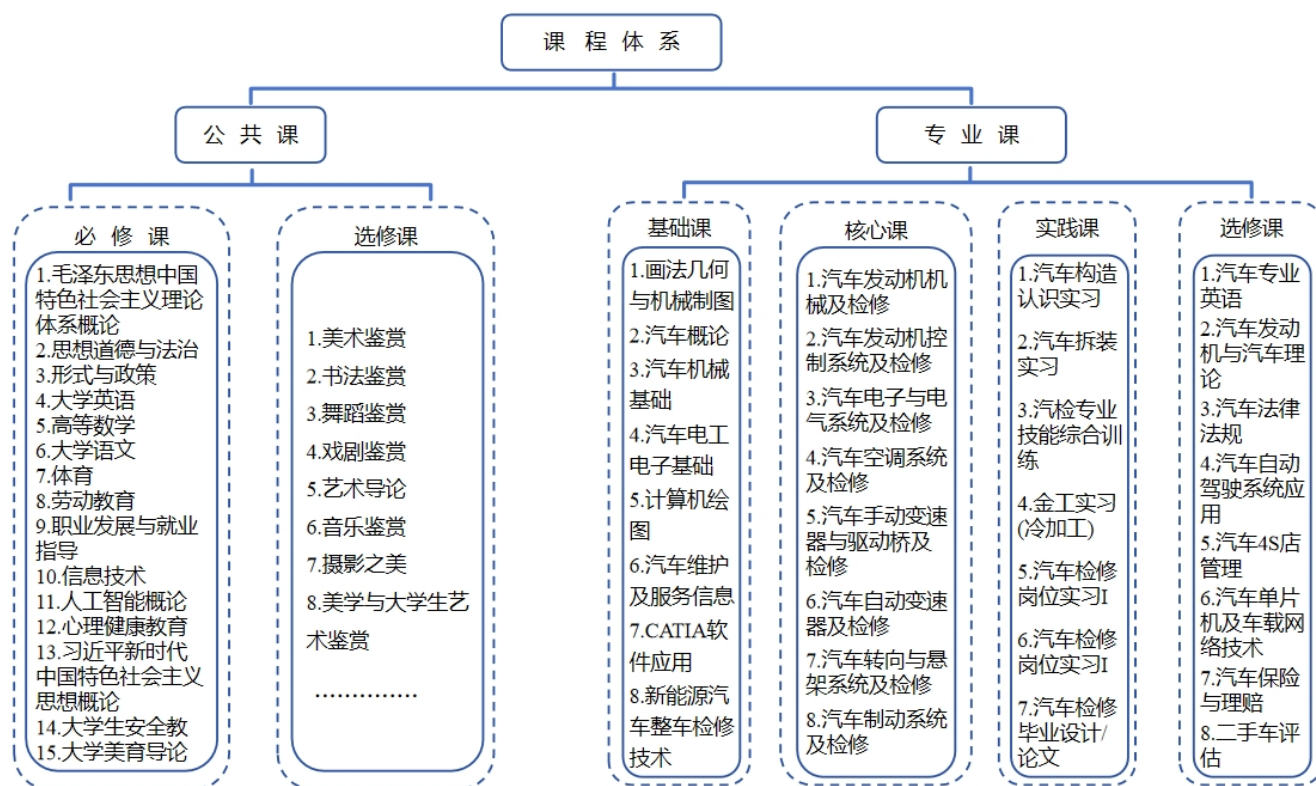 课 程 体 系
公 共 课
专 业 课
必 修 课
1.毛泽东思想中国
特色社会主义理论
体系概论
2.思想道德与法治
3.形式与政策
4.大学英语
5.高等数学
6.大学语文
7.体育
8.劳动教育
9.职业发展与就业
指导
10.信息技术
11.人工智能概论
12.心理健康教育
13.习近平新时代
中国特色社会主义
思想概论
14.大学生安全教
15.大学美育导论
选修课
1.美术鉴赏
2.书法鉴赏
3.舞蹈鉴赏
4.戏剧鉴赏
5.艺术导论
6.音乐鉴赏
7.摄影之美
8.美学与大学生艺
术鉴赏
..............
基础课
1.画法几何
与机械制图
2.汽车概论
3.汽车机械
基础
4.汽车电工
电子基础
5.计算机绘
图
6.汽车维护
及服务信息
7.CATIA软
件应用
8.新能源汽
车整车检修
技术
核心课
1.汽车发动机机
械及检修
2.汽车发动机控
制系统及检修
3.汽车电子与电
气系统及检修
4.汽车空调系统
及检修
5.汽车手动变速
器与驱动桥及
检修
6.汽车自动变速
器及检修
7.汽车转向与悬
架系统及检修
8.汽车制动系统
及检修
实践课
1.汽车构造
认识实习
2.汽车拆装
实习
3.汽检专业
技能综合训
练
4.金工实习
(冷加工)
5.汽车检修
岗位实习I
6.汽车检修
岗位实习I
7.汽车检修
毕业设计/
论文
选修课
1.汽车专业
英语
2.汽车发动
机与汽车理
论
3.汽车法律
法规
4.汽车自动
驾驶系统应
用
5.汽车4S店
管理
6.汽车单片
机及车载网
络技术
7.汽车保险
与理赔
8.二手车评
估